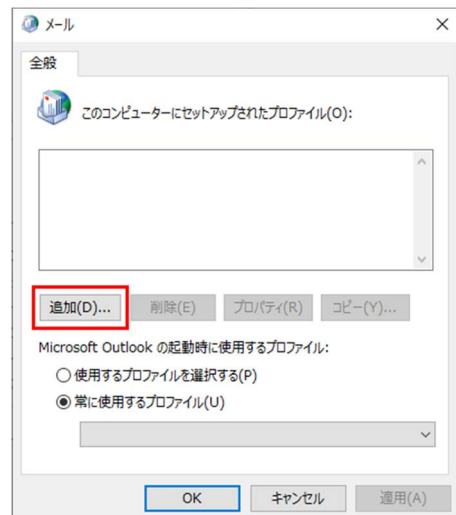 メール
全般
このコンピューターにセットアップされたプロファイル(O):
追加(D)... 削除(E) プロパティ(R) コピー(Y)...
Microsoft Outlook の起動時に使用するプロファイル:
使用するプロファイルを選択する(P)
常に使用するプロファイル(U)
OK キャンセル 適用(A)